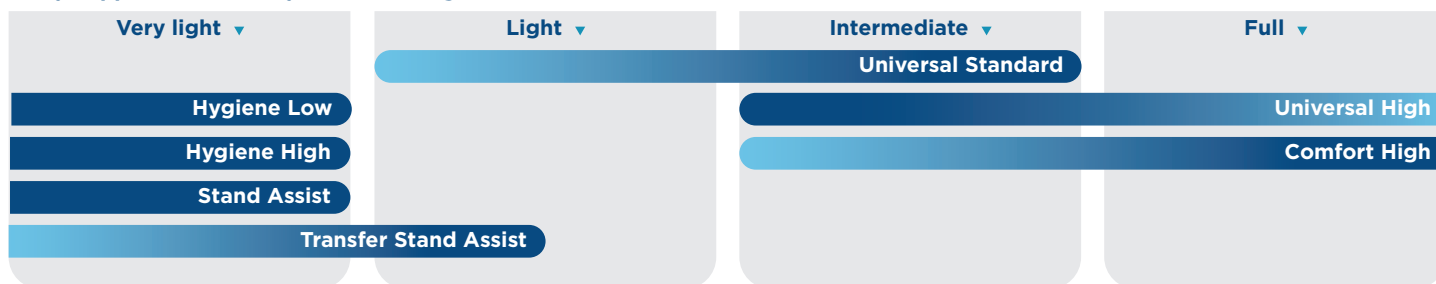 Very light ▼
Light ▼
Intermediate ▼
Full ▼
Universal Standard
Hygiene Low
Universal High
Hygiene High
Comfort High
Stand Assist
Transfer Stand Assist